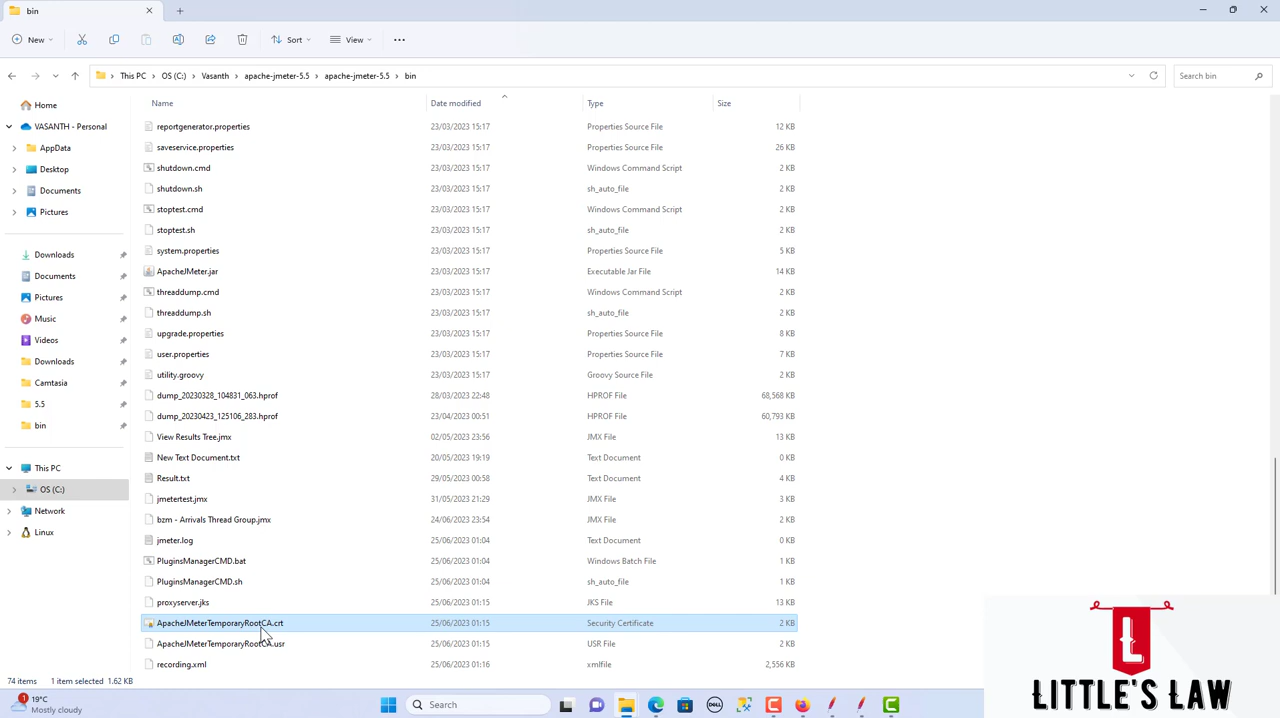 bin
New
Sort
View
This PC
OS (C:)
Vasanth
apache-jmeter-5.5
apache-jmeter-5.5
bin
Search bin
Name
Date modified
Type
Size
Home
VASANTH - Personal
AppData
Desktop
Documents
Pictures
Downloads
Documents
Pictures
Music
Videos
Downloads
Camtasia
5.5
bin
This PC
OS (C:)
Network
Linux
reportgenerator.properties 23/03/2023 15:17 Properties Source File 12 KB
saveservice.properties 23/03/2023 15:17 Properties Source File 26 KB
shutdown.cmd 23/03/2023 15:17 Windows Command Script 2 KB
shutdown.sh 23/03/2023 15:17 sh_auto_file 2 KB
stoptest.cmd 23/03/2023 15:17 Windows Command Script 2 KB
stoptest.sh 23/03/2023 15:17 sh_auto_file 2 KB
system.properties 23/03/2023 15:17 Properties Source File 5 KB
ApacheJMeter.jar 23/03/2023 15:17 Executable Jar File 14 KB
threaddump.cmd 23/03/2023 15:17 Windows Command Script 2 KB
threaddump.sh 23/03/2023 15:17 sh_auto_file 2 KB
upgrade.properties 23/03/2023 15:17 Properties Source File 8 KB
user.properties 23/03/2023 15:17 Properties Source File 7 KB
utility.groovy 23/03/2023 15:17 Groovy Source File 2 KB
dump_20230328_104831_063.hprof 28/03/2023 22:48 HPROF File 68,568 KB
dump_20230423_125106_283.hprof 23/04/2023 00:51 HPROF File 60,793 KB
View Results Tree.jmx 02/05/2023 23:56 JMX File 13 KB
New Text Document.txt 20/05/2023 19:19 Text Document 0 KB
Result.txt 29/05/2023 00:58 Text Document 4 KB
jmetertest.jmx 31/05/2023 21:29 JMX File 3 KB
bzm - Arrivals Thread Group.jmx 24/06/2023 23:54 JMX File 2 KB
jmeter.log 25/06/2023 01:04 Text Document 0 KB
PluginsManagerCMD.bat 25/06/2023 01:04 Windows Batch File 1 KB
PluginsManagerCMD.sh 25/06/2023 01:04 sh_auto_file 1 KB
proxyserver.jks 25/06/2023 01:15 JKS File 13 KB
ApacheJMeterTemporaryRootCA.crt 25/06/2023 01:15 Security Certificate 2 KB
ApacheJMeterTemporaryRootCA.usr 25/06/2023 01:15 USR File 2 KB
recording.xml 25/06/2023 01:16 xmlfile 2,556 KB
74 items 1 item selected 1.62 KB
1
19°C
Mostly cloudy
Search
DELL
L
LITTLE'S LAW